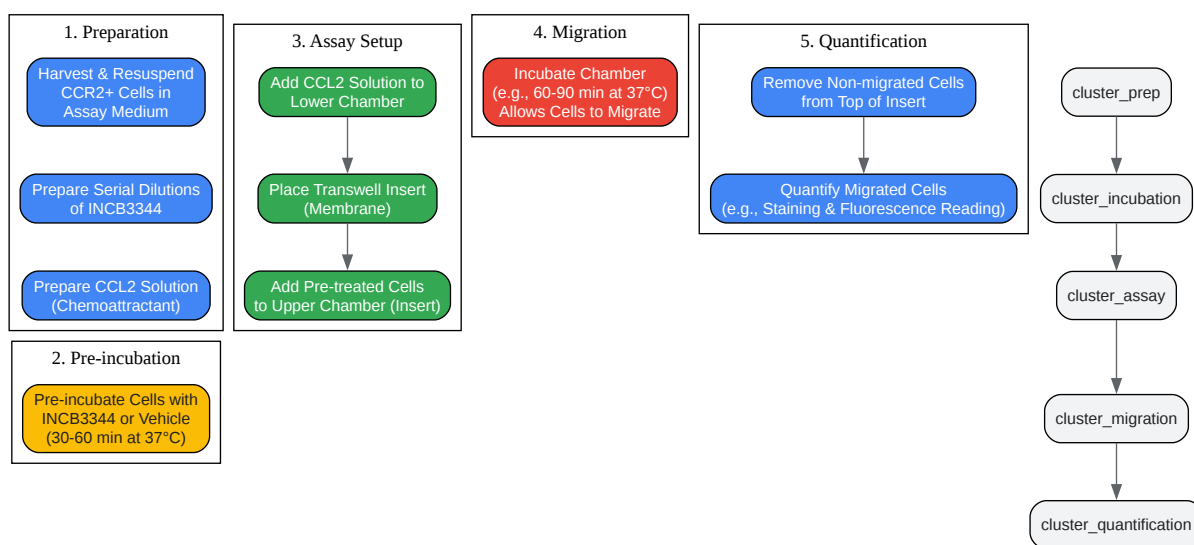 1. Preparation
Harvest & Resuspend
CCR2+ Cells in
Assay Medium
Prepare Serial Dilutions
of INCB3344
Prepare CCL2 Solution
(Chemoattractant)
2. Pre-incubation
Pre-incubate Cells with
INCB3344 or Vehicle
(30-60 min at 37°C)
3. Assay Setup
Add CCL2 Solution to
Lower Chamber
Place Transwell Insert
(Membrane)
Add Pre-treated Cells
to Upper Chamber (Insert)
4. Migration
Incubate Chamber
(e.g., 60-90 min at 37°C)
Allows Cells to Migrate
5. Quantification
Remove Non-migrated Cells
from Top of Insert
Quantify Migrated Cells
(e.g., Staining & Fluorescence Reading)
cluster_prep
cluster_incubation
cluster_assay
cluster_migration
cluster_quantification